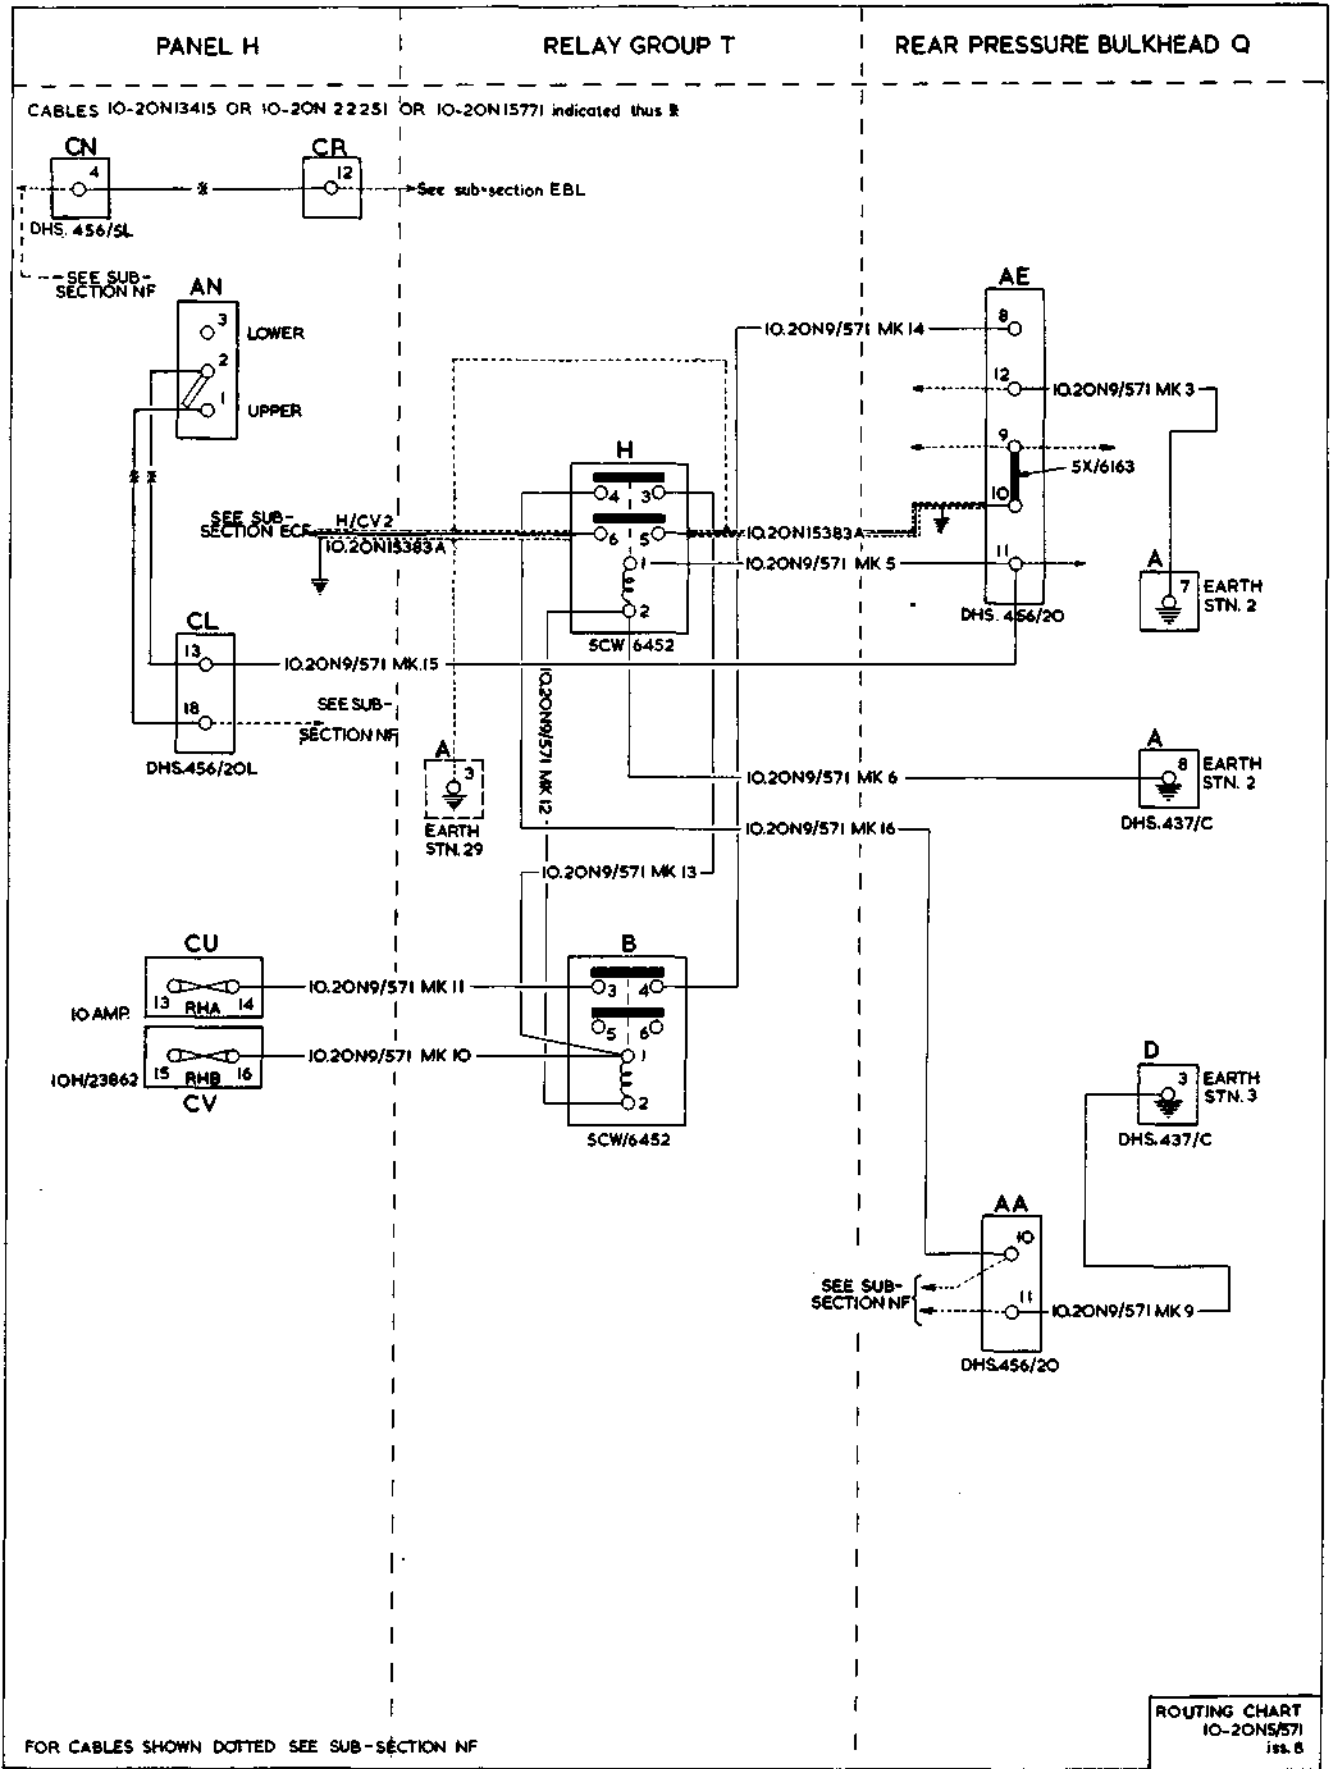 PANEL H
RELAY GROUP T
REAR PRESSURE BULKHEAD Q
CABLES 10-20N13415 OR 10-20N 22251 OR 10-20N15771 indicated thus ※
CN
4
DHS. 456/5L
CR
12
See sub-section EBL
SEE SUB-
SECTION NF
AN
3
LOWER
2
1
UPPER
AE
8
10.20N9/571 MK 14
12
10.20N9/571 MK 3
9
5X/6163
10
11
DHS. 456/20
H
4
3
6
5
1
2
SCW 6452
SEE SUB-
SECTION ECF
H/CV2
10.20N15383A
10.20N15383A
10.20N9/571 MK 5
A
7
EARTH
STN. 2
CL
13
18
DHS.456/20L
10.20N9/571 MK.15
SEE SUB-
SECTION NF
10.20N9/571 MK 12
A
3
EARTH
STN. 29
10.20N9/571 MK 6
A
8
EARTH
STN. 2
DHS.437/C
10.20N9/571 MK 16
10.20N9/571 MK 13
CU
13
14
RHA
10 AMP.
10.20N9/571 MK 11
15
16
RHB
10H/23862
CV
10.20N9/571 MK 10
B
3
4
5
6
1
2
SCW/6452
D
3
EARTH
STN. 3
DHS.437/C
AA
10
11
SEE SUB-
SECTION NF
10.20N9/571 MK 9
DHS.456/20
FOR CABLES SHOWN DOTTED SEE SUB-SECTION NF
ROUTING CHART
10-20N5/571
iss. 8